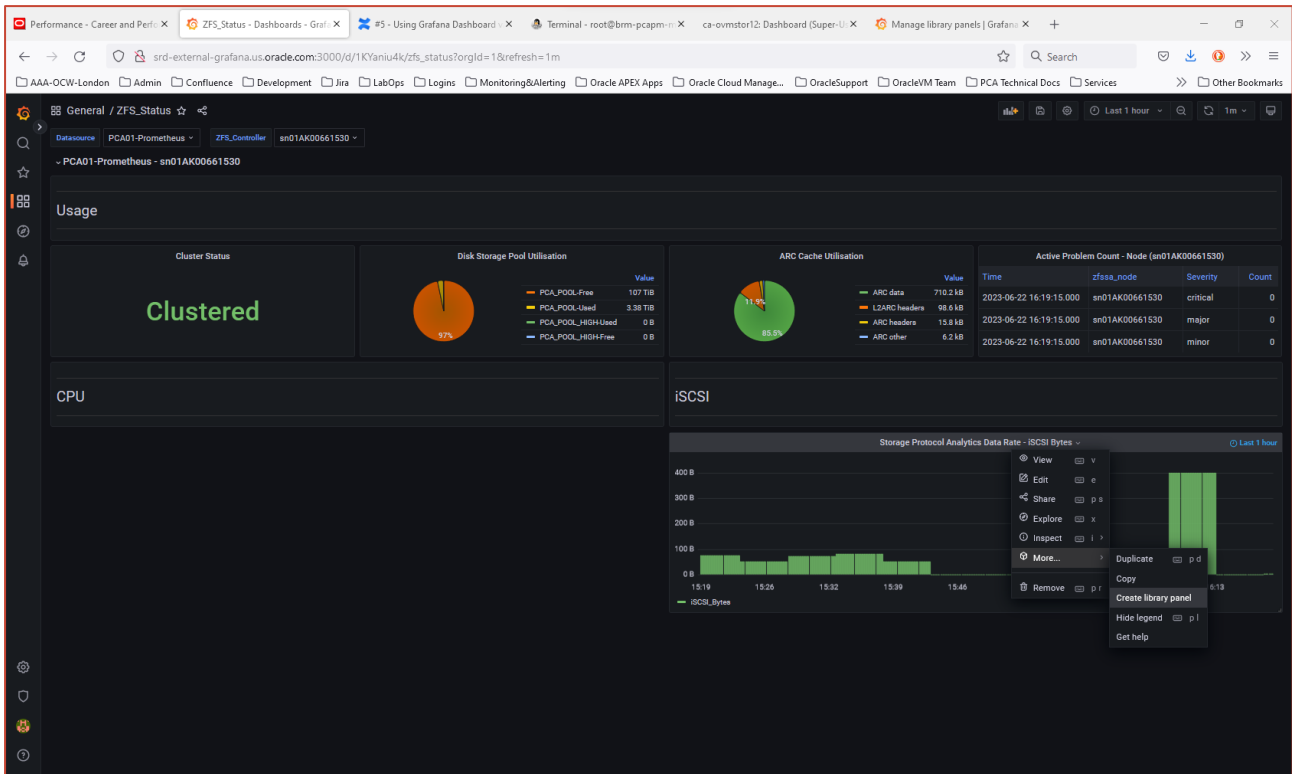 Performance - Career and Perfo
ZFS_Status - Dashboards - Graf
#5 - Using Grafana Dashboard
Terminal - root@brm-pcapm-m
ca-ovmstor12: Dashboard (Super-U
Manage library panels | Grafana
srd-external-grafana.us.oracle.com:3000/d/1KYaniu4k/zfs_status?orgId=1&refresh=1m
Search
AAA-OCW-London Admin Confluence Development Jira LabOps Logins Monitoring&Alerting Oracle APEX Apps Oracle Cloud Manage... OracleSupport OracleVM Team PCA Technical Docs Services Other Bookmarks
General / ZFS_Status
Last 1 hour
1m
Datasource PCA01-Prometheus ZFS_Controller sn01AK00661530
PCA01-Prometheus - sn01AK00661530
Usage
Cluster Status
Clustered
Disk Storage Pool Utilisation
97%
Value
PCA_POOL-Free 107 TiB
PCA_POOL-Used 3.38 TiB
PCA_POOL_HIGH-Used 0 B
PCA_POOL_HIGH-Free 0 B
ARC Cache Utilisation
11.9%
85.5%
Value
ARC data 710.2 kB
L2ARC headers 98.6 kB
ARC headers 15.8 kB
ARC other 6.2 kB
Active Problem Count - Node (sn01AK00661530)
Time zfssa_node Severity Count
2023-06-22 16:19:15.000 sn01AK00661530 critical 0
2023-06-22 16:19:15.000 sn01AK00661530 major 0
2023-06-22 16:19:15.000 sn01AK00661530 minor 0
CPU
iSCSI
Storage Protocol Analytics Data Rate - iSCSI Bytes
Last 1 hour
400 B
300 B
200 B
100 B
0 B
15:19 15:26 15:32 15:39 15:46 6:13
iSCSI_Bytes
View v
Edit e
Share p s
Explore x
Inspect i
More...
Remove p r
Duplicate p d
Copy
Create library panel
Hide legend p l
Get help